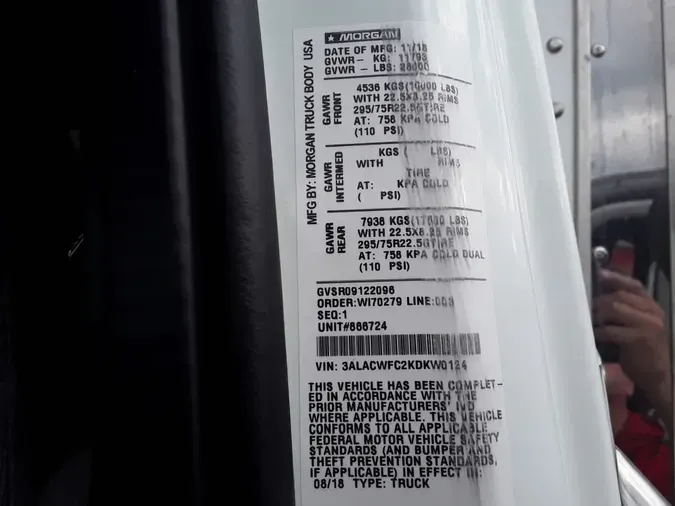 MORGAN
MFG BY: MORGAN TRUCK BODY USA
DATE OF MFG: 11/18
GVWR- KG: 11793
GVWR- LBS: 26000
GAWR FRONT
4536 KGS(10000 LBS)
WITH 22.5X8.25 RIMS
295/75R22.5GTIRE
AT: 758 KPA COLD
(110 PSI)
GAWR INTERMED
KGS ( LBS)
WITH RIMS
TIRE
AT: KPA COLD
( PSI)
GAWR REAR
7938 KGS(17500 LBS)
WITH 22.5X8.25 RIMS
295/75R22.5GTIRE
AT: 758 KPA COLD DUAL
(110 PSI)
GVSR09122096
ORDER:WI70279 LINE:003
SEQ:1
UNIT#866724
VIN: 3ALACWFC2KDKW0124
THIS VEHICLE HAS BEEN COMPLET-
ED IN ACCORDANCE WITH THE
PRIOR MANUFACTURERS' IVD
WHERE APPLICABLE. THIS VEHICLE
CONFORMS TO ALL APPLICABLE
FEDERAL MOTOR VEHICLE SAFETY
STANDARDS (AND BUMPER AND
THEFT PREVENTION STANDARDS,
IF APPLICABLE) IN EFFECT IN:
08/18 TYPE: TRUCK